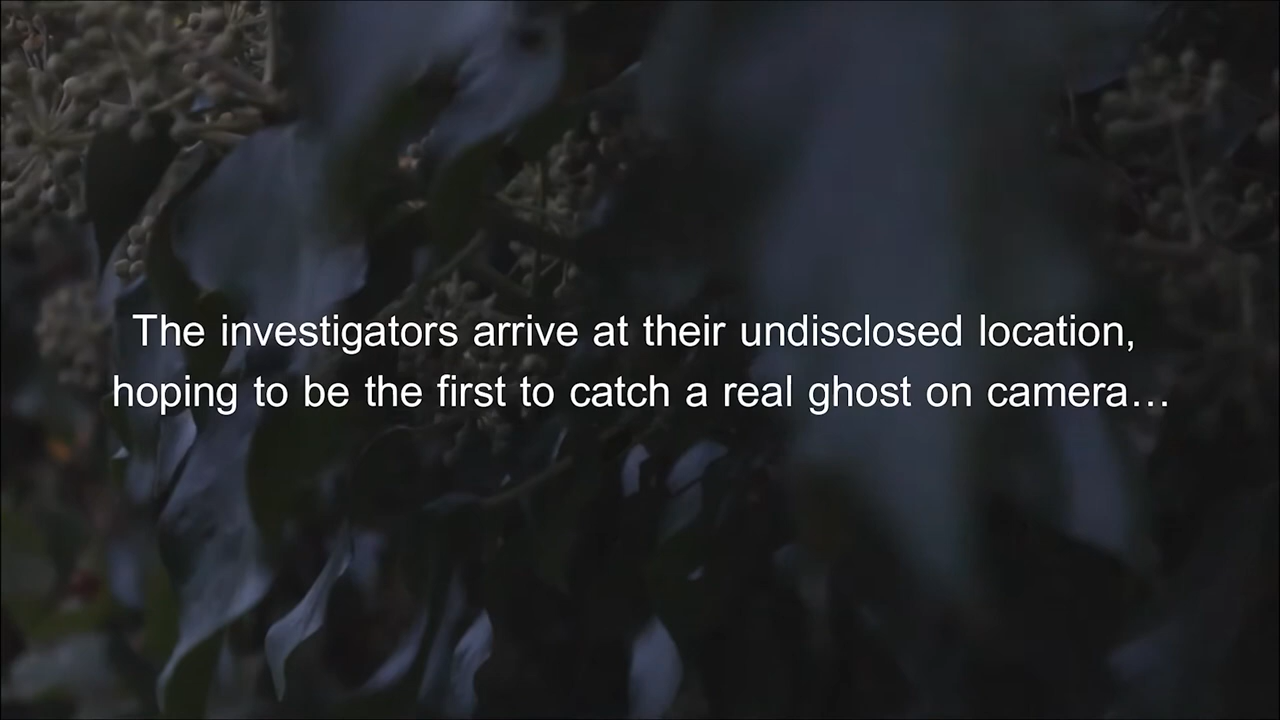 The investigators arrive at their undisclosed location,
hoping to be the first to catch a real ghost on camera…